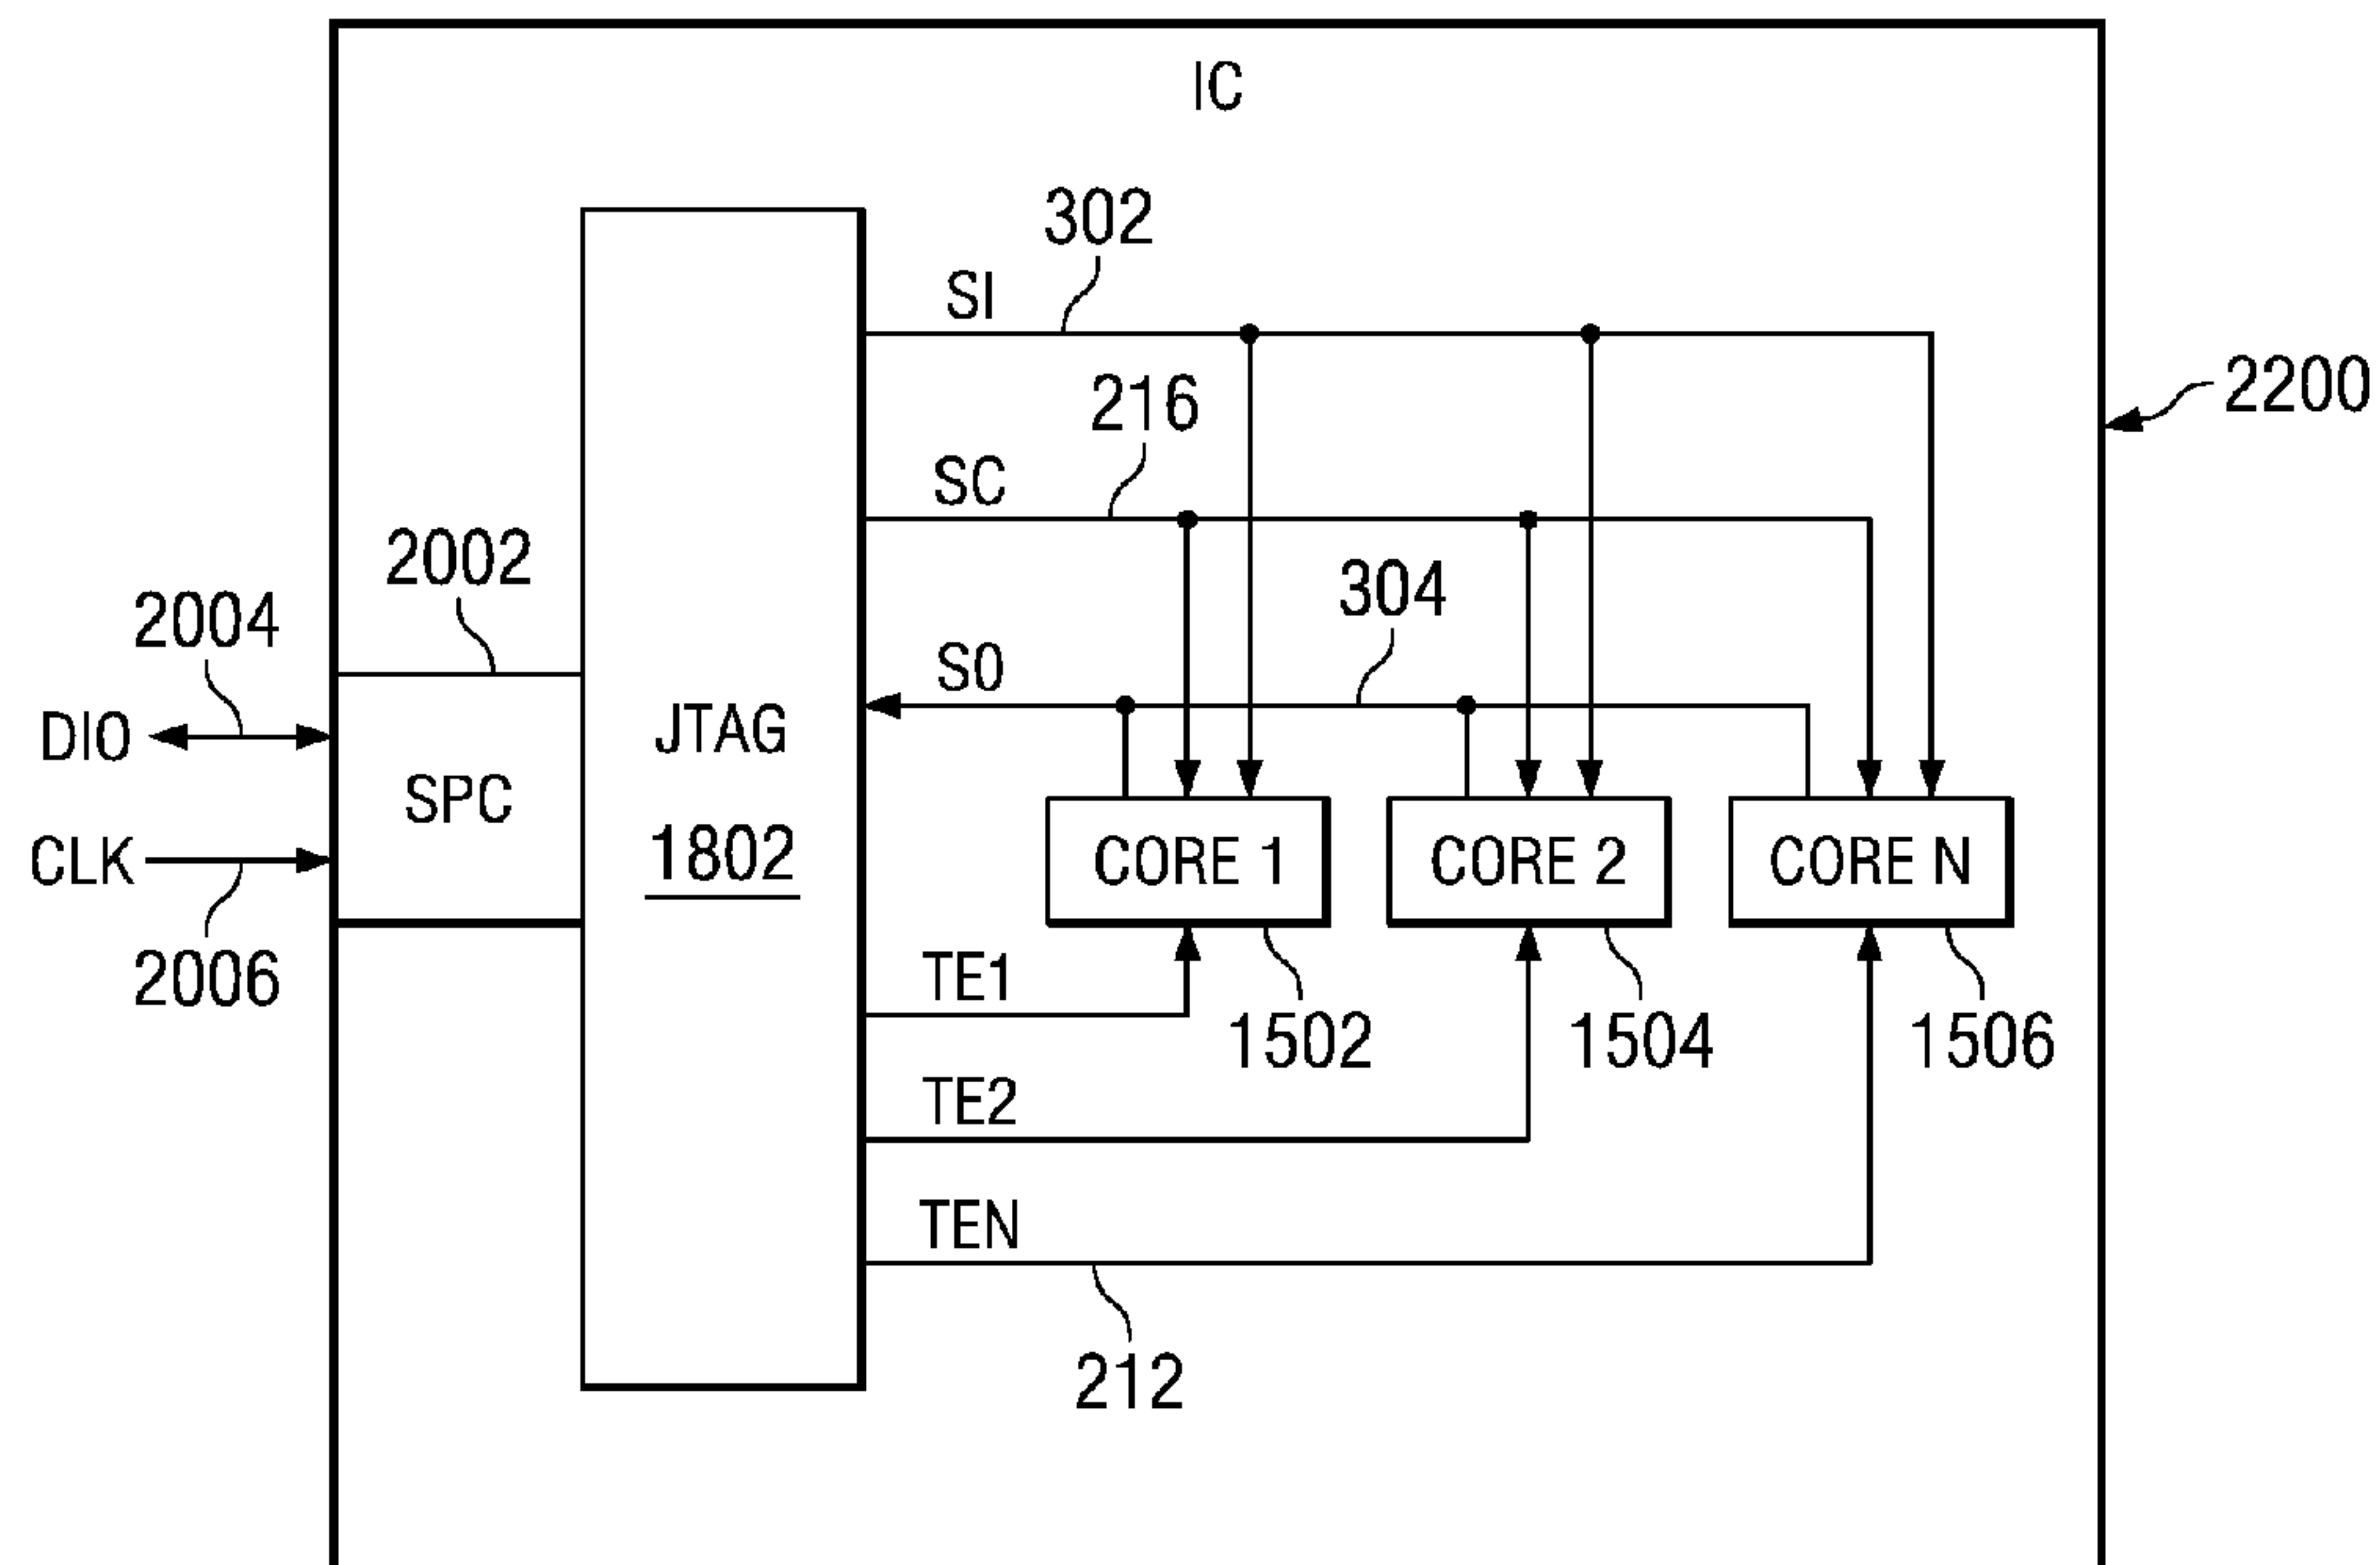 IC
302
SI
2200
216
SC
2002
304
2004
S0
DIO
JTAG
SPC
1802
CORE 1
CORE 2
CORE N
CLK
2006
TE1
1502
1504
1506
TE2
TEN
212